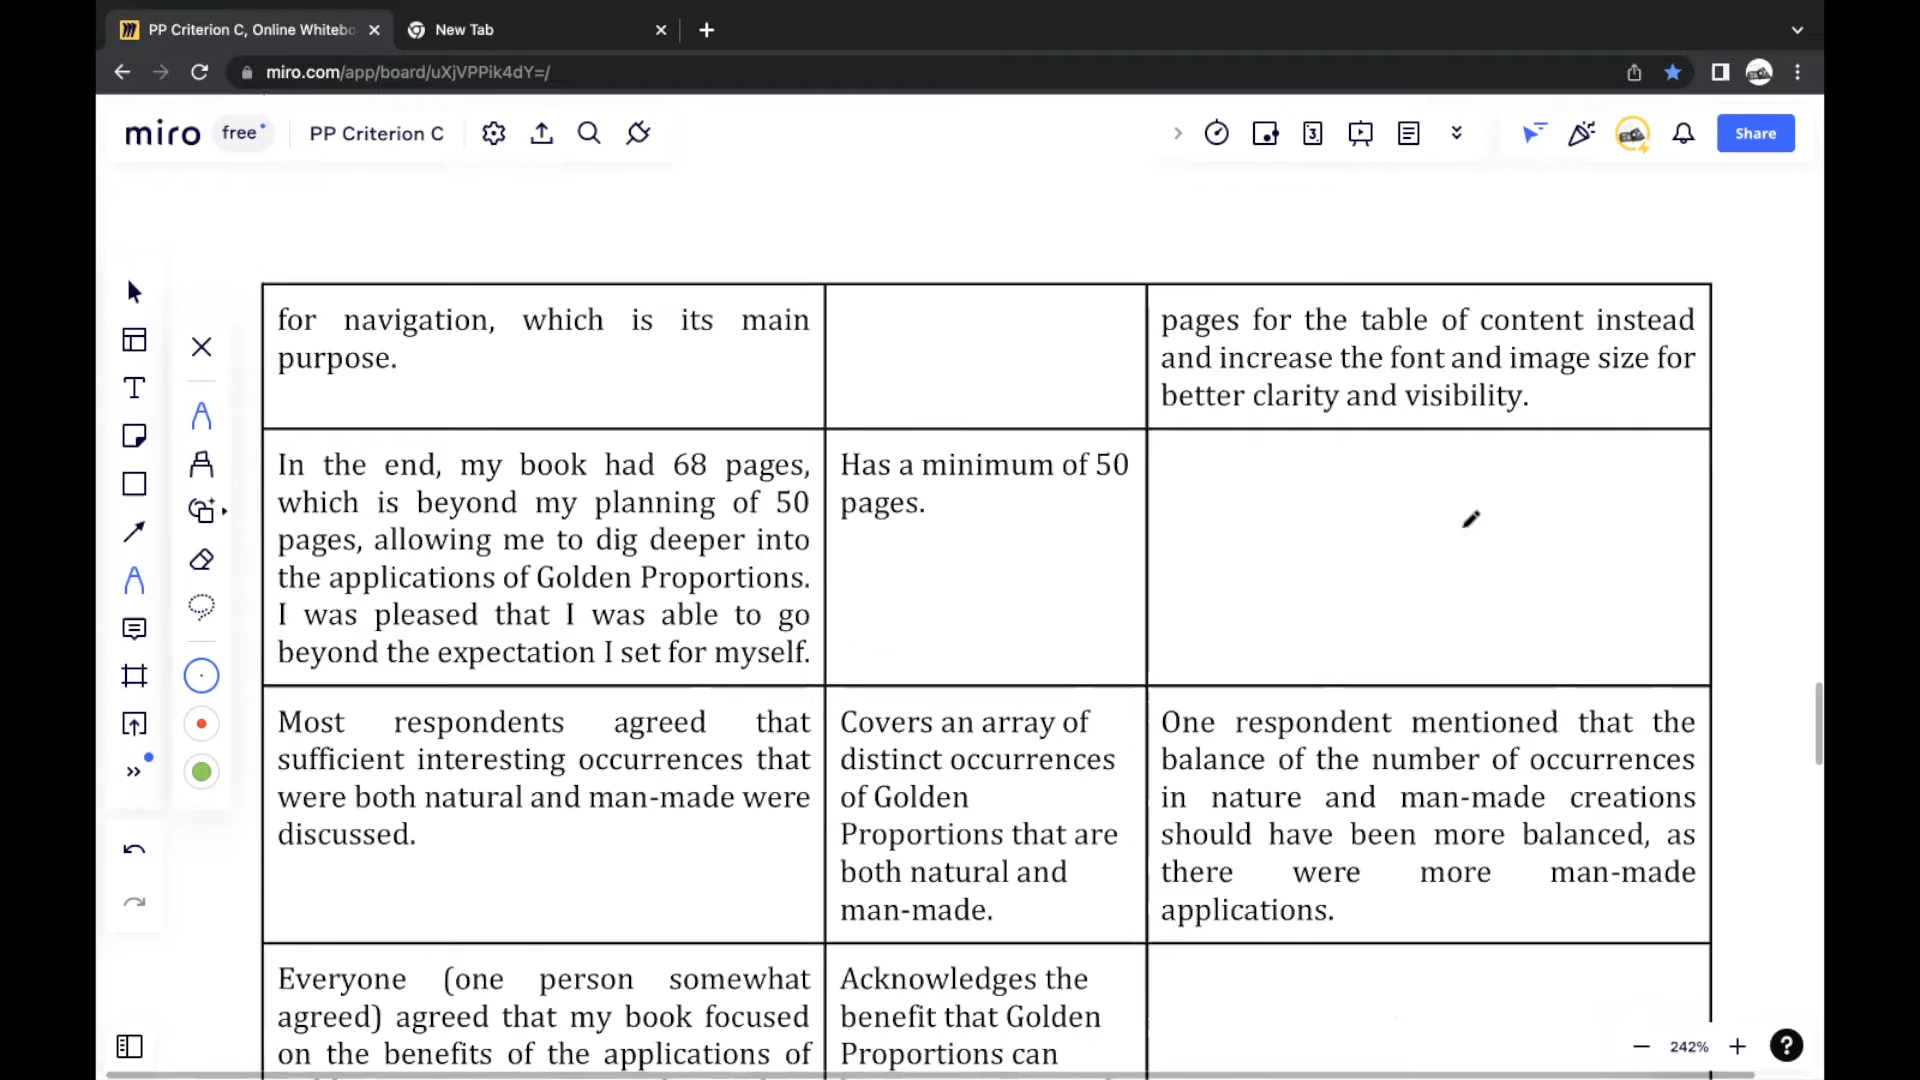 PP Criterion C, Online Whitebo
New Tab
miro.com/app/board/uXjVPPik4dY=/
miro
free
PP Criterion C
3
Share
for navigation, which is its main
purpose.
pages for the table of content instead
and increase the font and image size for
better clarity and visibility.
In the end, my book had 68 pages,
which is beyond my planning of 50
pages, allowing me to dig deeper into
the applications of Golden Proportions.
I was pleased that I was able to go
beyond the expectation I set for myself.
Has a minimum of 50
pages.
Most respondents agreed that
sufficient interesting occurrences that
were both natural and man-made were
discussed.
Covers an array of
distinct occurrences
of Golden
Proportions that are
both natural and
man-made.
One respondent mentioned that the
balance of the number of occurrences
in nature and man-made creations
should have been more balanced, as
there were more man-made
applications.
Everyone (one person somewhat
agreed) agreed that my book focused
on the benefits of the applications of
Acknowledges the
benefit that Golden
Proportions can
242%